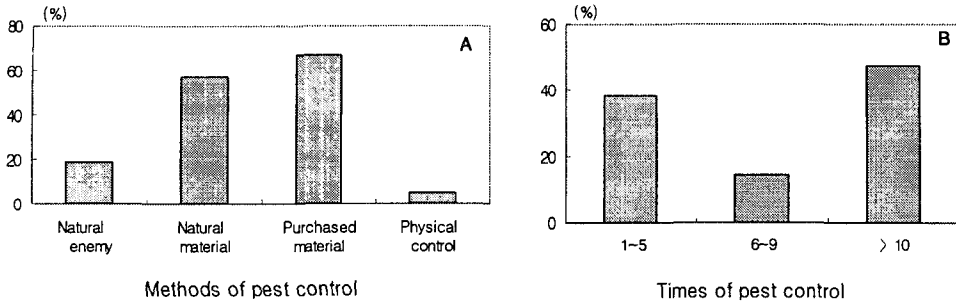 (%)
A
80
60
40
20
0
Natural enemy
Natural material
Purchased material
Physical control
Methods of pest control
(%)
B
60
40
20
0
1~5
6~9
> 10
Times of pest control